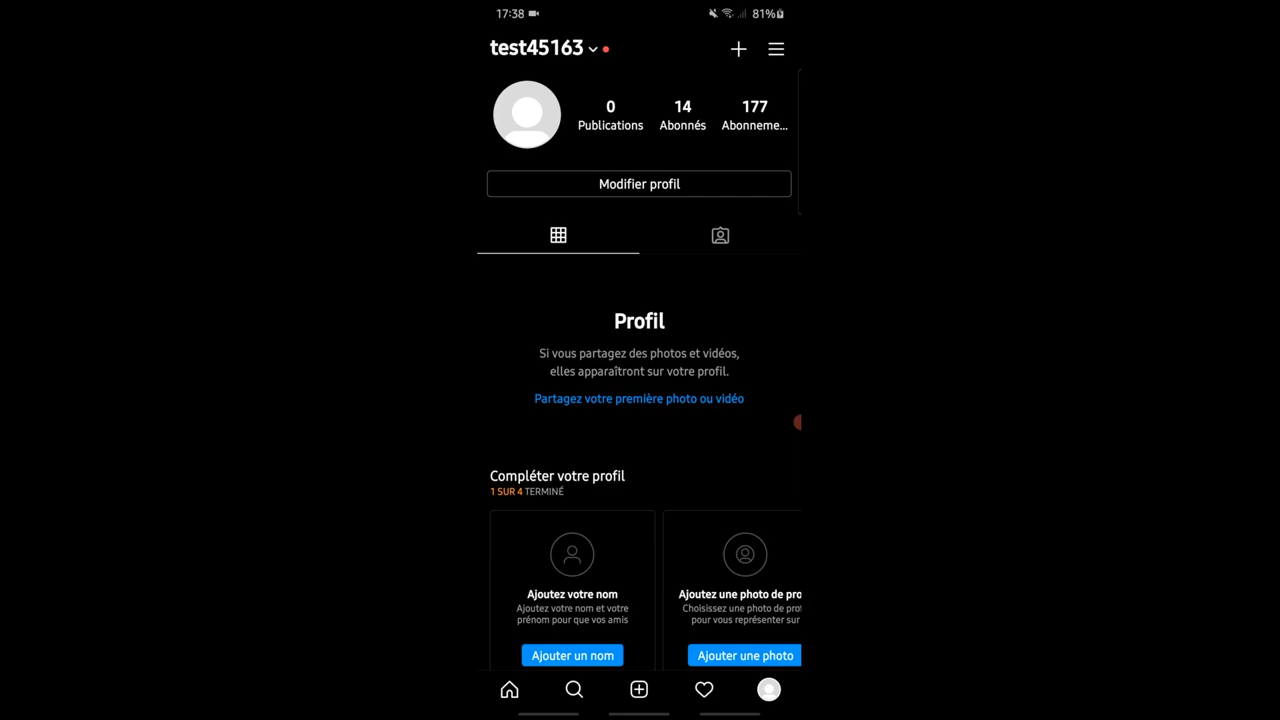 17:38 81%
test45163
0 14 177
Publications Abonnés Abonneme...
Modifier profil
Profil
Si vous partagez des photos et vidéos,
elles apparaîtront sur votre profil.
Partagez votre première photo ou vidéo
Compléter votre profil
1 SUR 4 TERMINÉ
Ajoutez votre nom
Ajoutez votre nom et votre
prénom pour que vos amis
Ajouter un nom
Ajoutez une photo de pro
Choisissez une photo de prof
pour vous représenter sur
Ajouter une photo